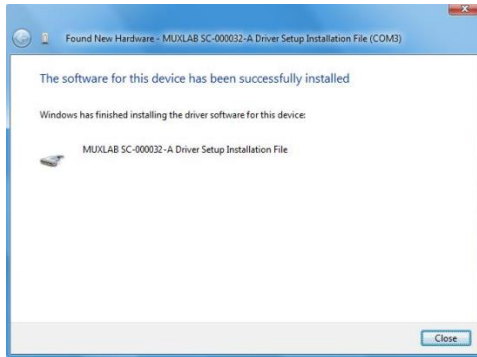 Found New Hardware - MUXLAB SC-000032-A Driver Setup Installation File (COM3)
The software for this device has been successfully installed
Windows has finished installing the driver software for this device:
MUXLAB SC-000032-A Driver Setup Installation File
Close